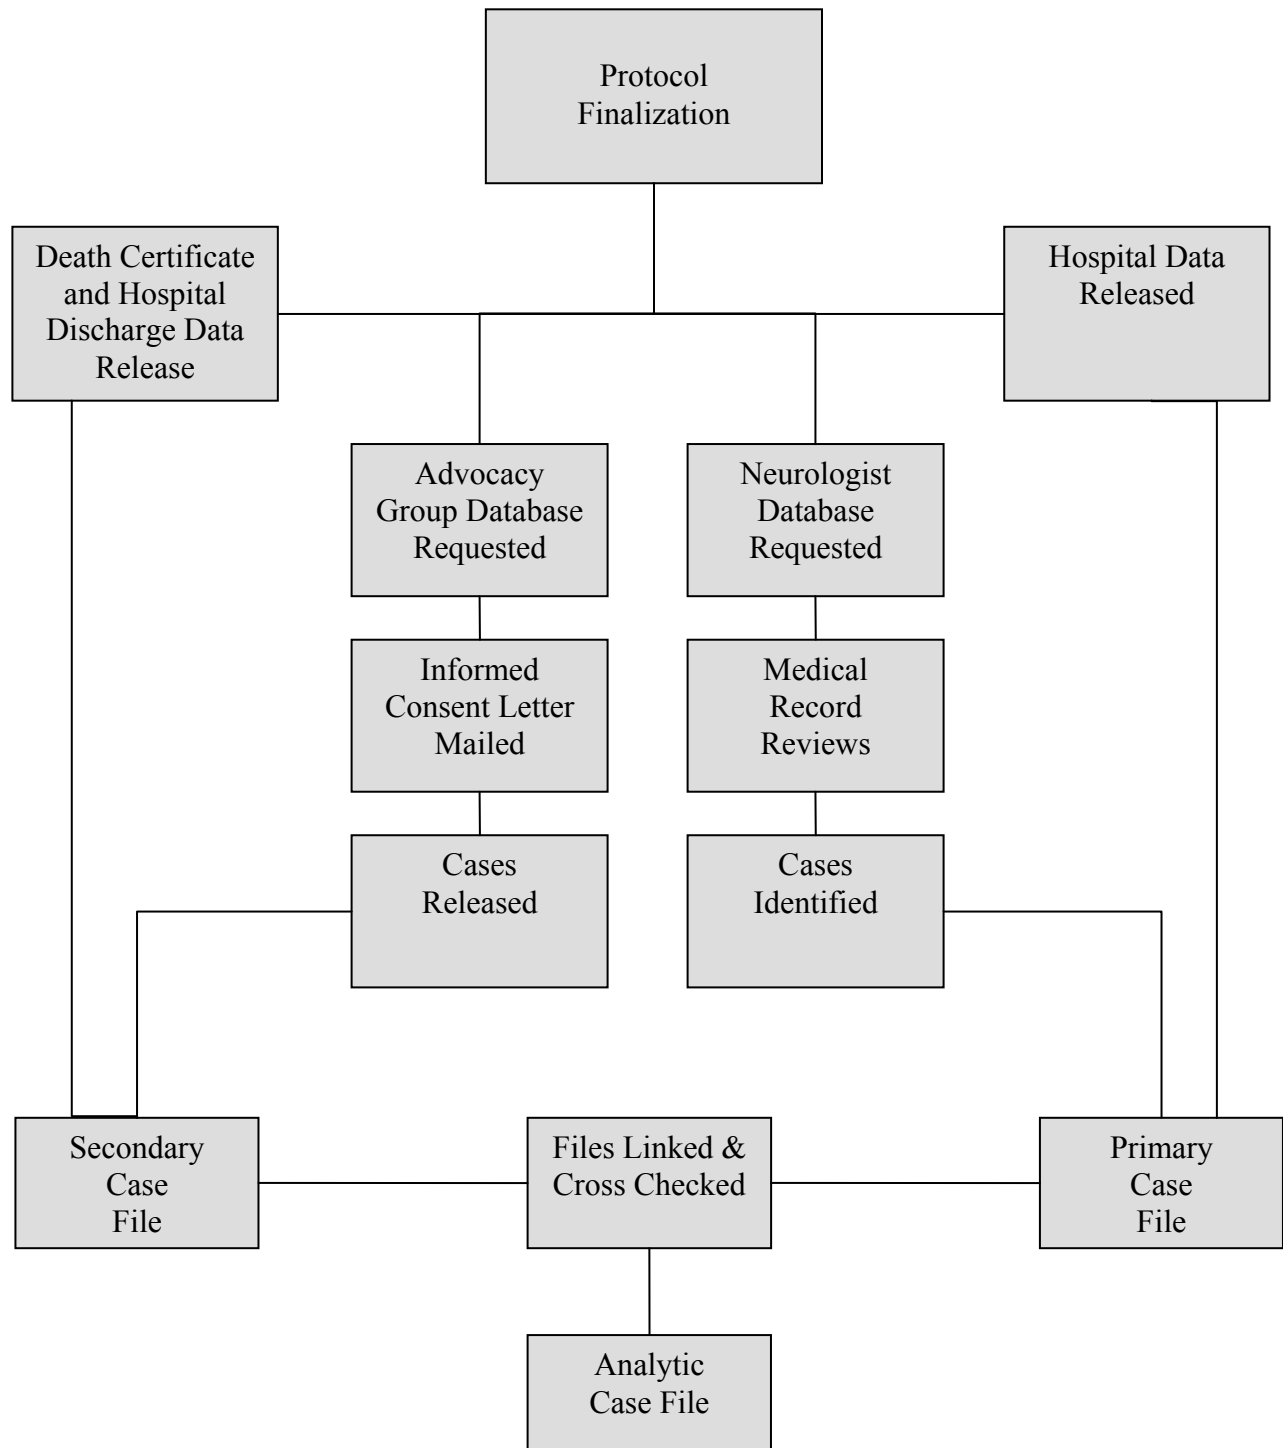 Protocol
Finalization
Death Certificate
and Hospital
Discharge Data
Release
Hospital Data
Released
Advocacy
Group Database
Requested
Neurologist
Database
Requested
Informed
Consent Letter
Mailed
Medical
Record
Reviews
Cases
Released
Cases
Identified
Secondary
Case
File
Files Linked &
Cross Checked
Primary
Case
File
Analytic
Case File